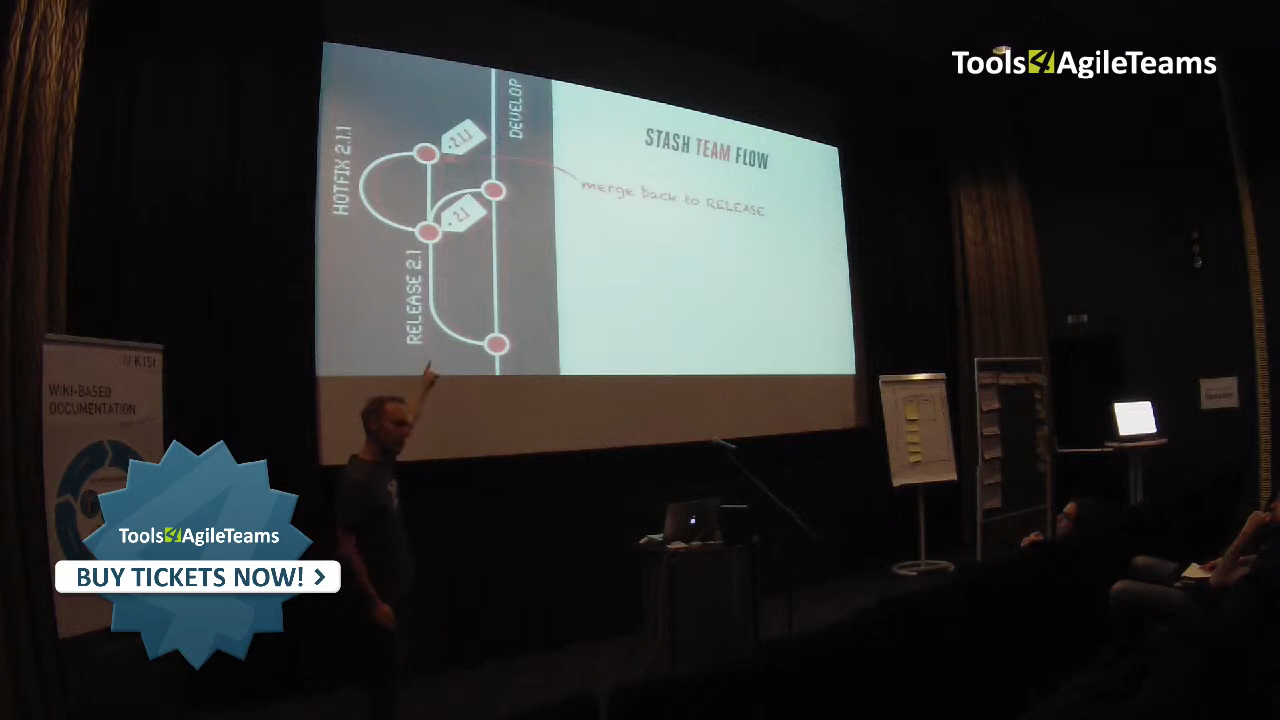 Tools4AgileTeams
HOTFIX 2.1.1
2.1.1
DEVELOP
STASH TEAM FLOW
merge back to RELEASE
2.1
RELEASE 2.1
// K15t
WIKI-BASED
DOCUMENTATION
Tools4AgileTeams
BUY TICKETS NOW! >